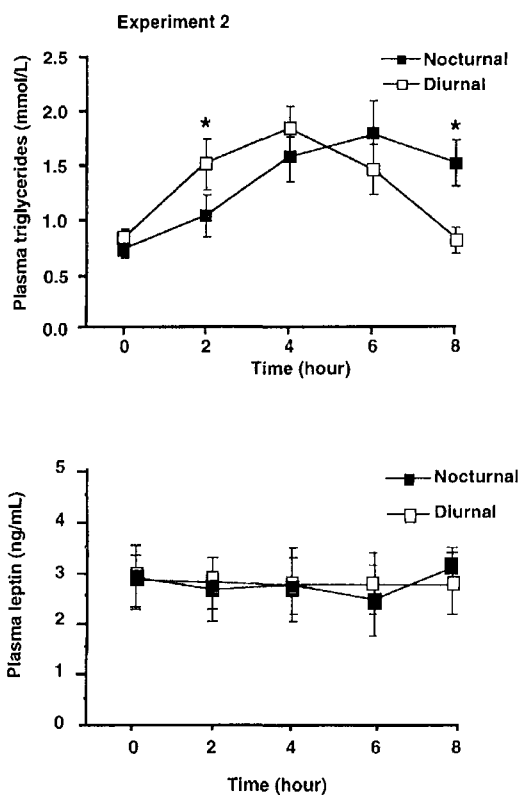 Experiment 2
Nocturnal
Diurnal
Plasma triglycerides (mmol/L)
2.5
2.0
1.5
1.0
0.5
0.0
*
*
0 2 4 6 8
Time (hour)
Nocturnal
Diurnal
Plasma leptin (ng/mL)
5
4
3
2
1
0
0 2 4 6 8
Time (hour)